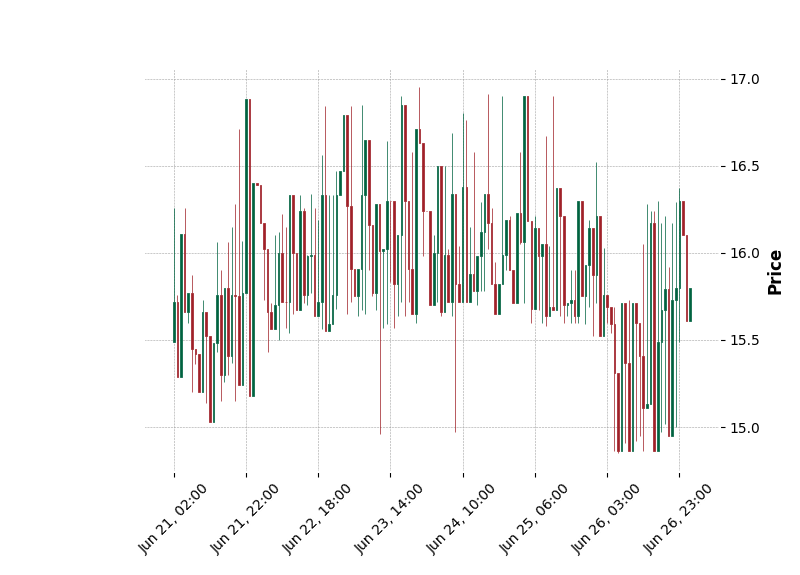 17.0
16.5
16.0
15.5
15.0
Price
Jun 21, 02:00
Jun 21, 22:00
Jun 22, 18:00
Jun 23, 14:00
Jun 24, 10:00
Jun 25, 06:00
Jun 26, 03:00
Jun 26, 23:00